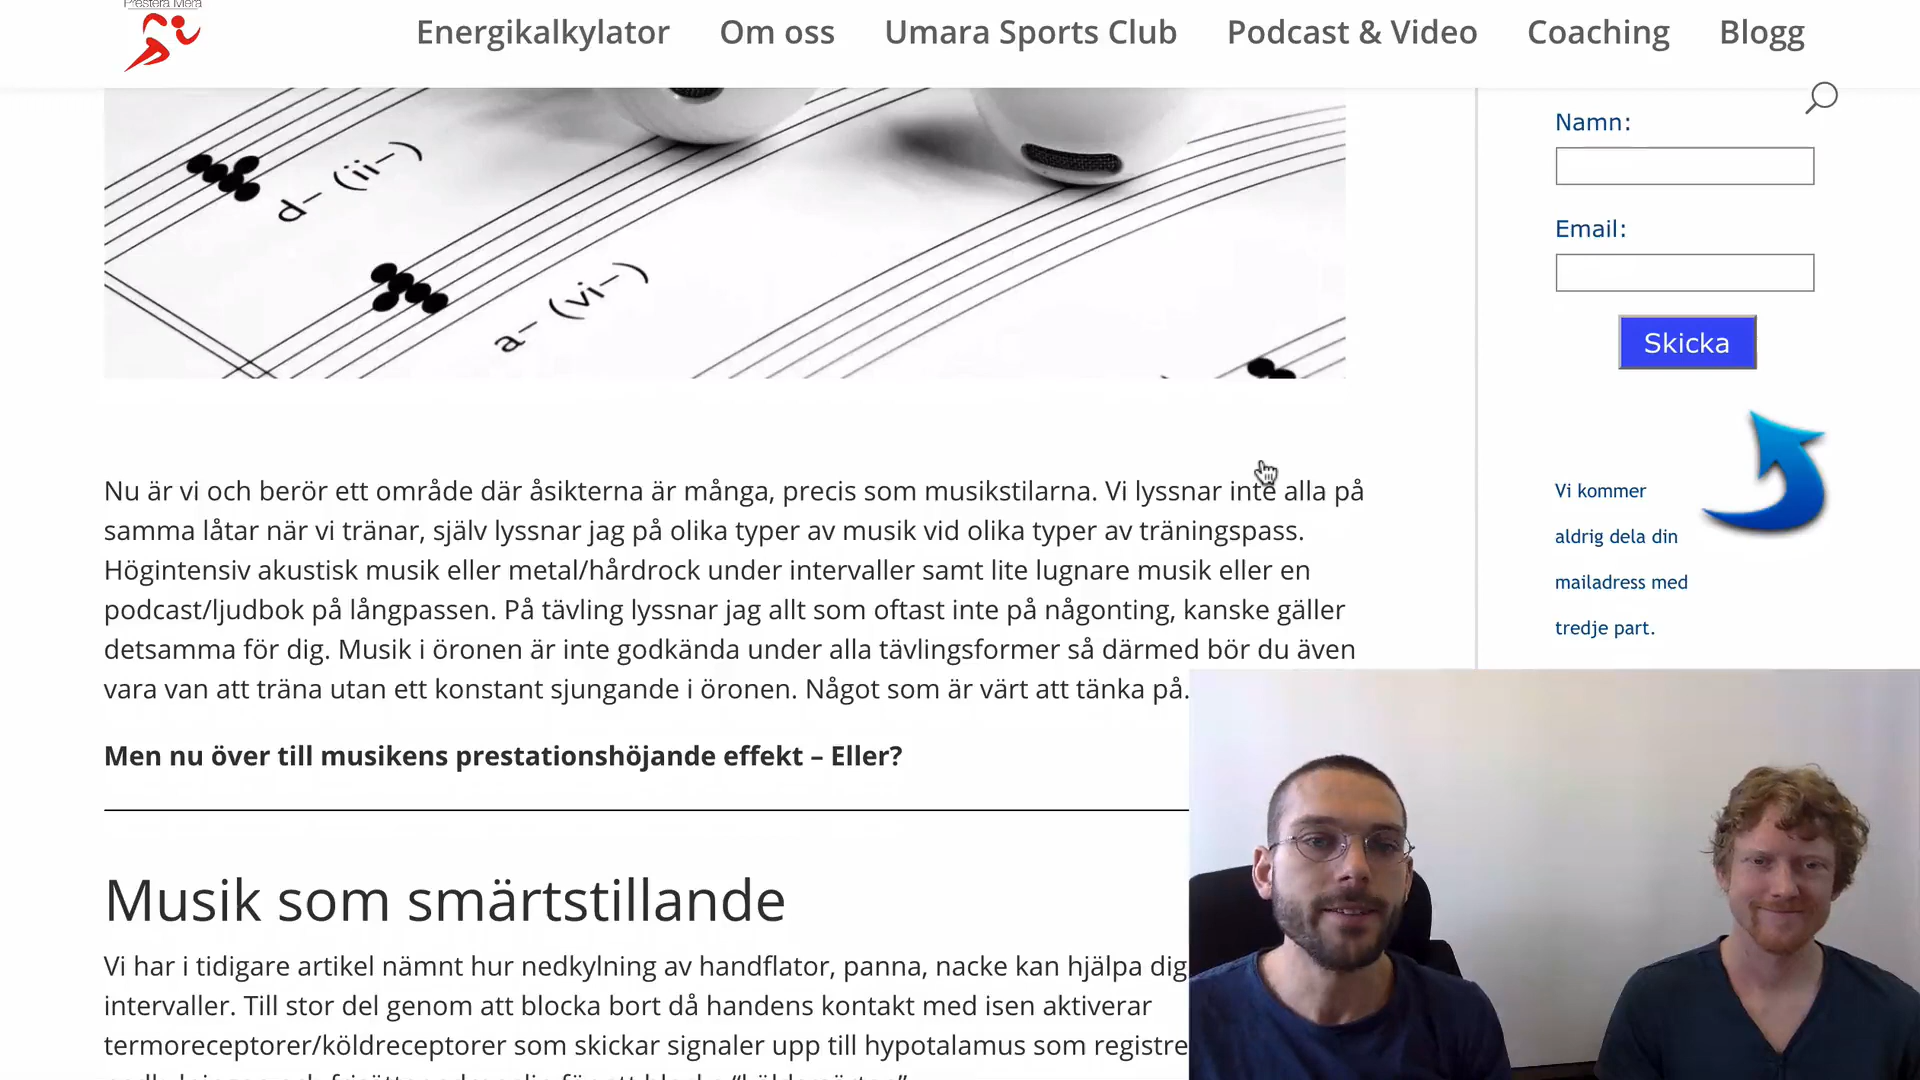 Prestera Mera
Energikalkylator Om oss Umara Sports Club Podcast & Video Coaching Blogg
d– (ii–)
a– (vi–)
Namn:
Email:
Skicka
Vi kommer
aldrig dela din
mailadress med
tredje part.
Nu är vi och berör ett område där åsikterna är många, precis som musikstilarna. Vi lyssnar inte alla på
samma låtar när vi tränar, själv lyssnar jag på olika typer av musik vid olika typer av träningspass.
Högintensiv akustisk musik eller metal/hårdrock under intervaller samt lite lugnare musik eller en
podcast/ljudbok på långpassen. På tävling lyssnar jag allt som oftast inte på någonting, kanske gäller
detsamma för dig. Musik i öronen är inte godkända under alla tävlingsformer så därmed bör du även
vara van att träna utan ett konstant sjungande i öronen. Något som är värt att tänka på.
Men nu över till musikens prestationshöjande effekt – Eller?
Musik som smärtstillande
Vi har i tidigare artikel nämnt hur nedkylning av handflator, panna, nacke kan hjälpa dig
intervaller. Till stor del genom att blocka bort då handens kontakt med isen aktiverar
termoreceptorer/köldreceptorer som skickar signaler upp till hypotalamus som registre